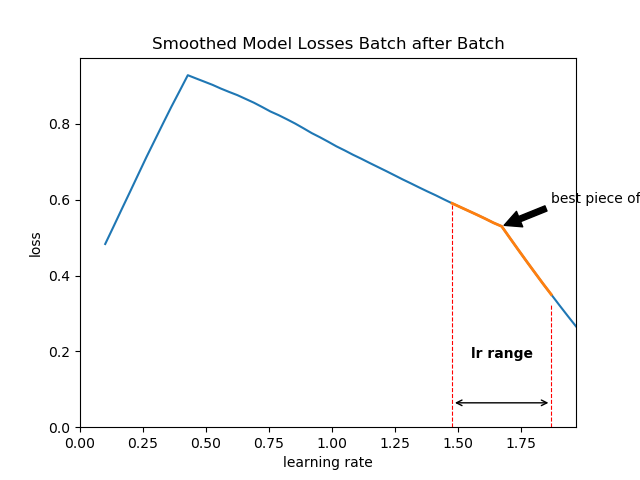 Smoothed Model Losses Batch after Batch
0.8
best piece of
0.6
loss
0.4
lr range
0.2
0.0
0.00 0.25 0.50 0.75 1.00 1.25 1.50 1.75
learning rate